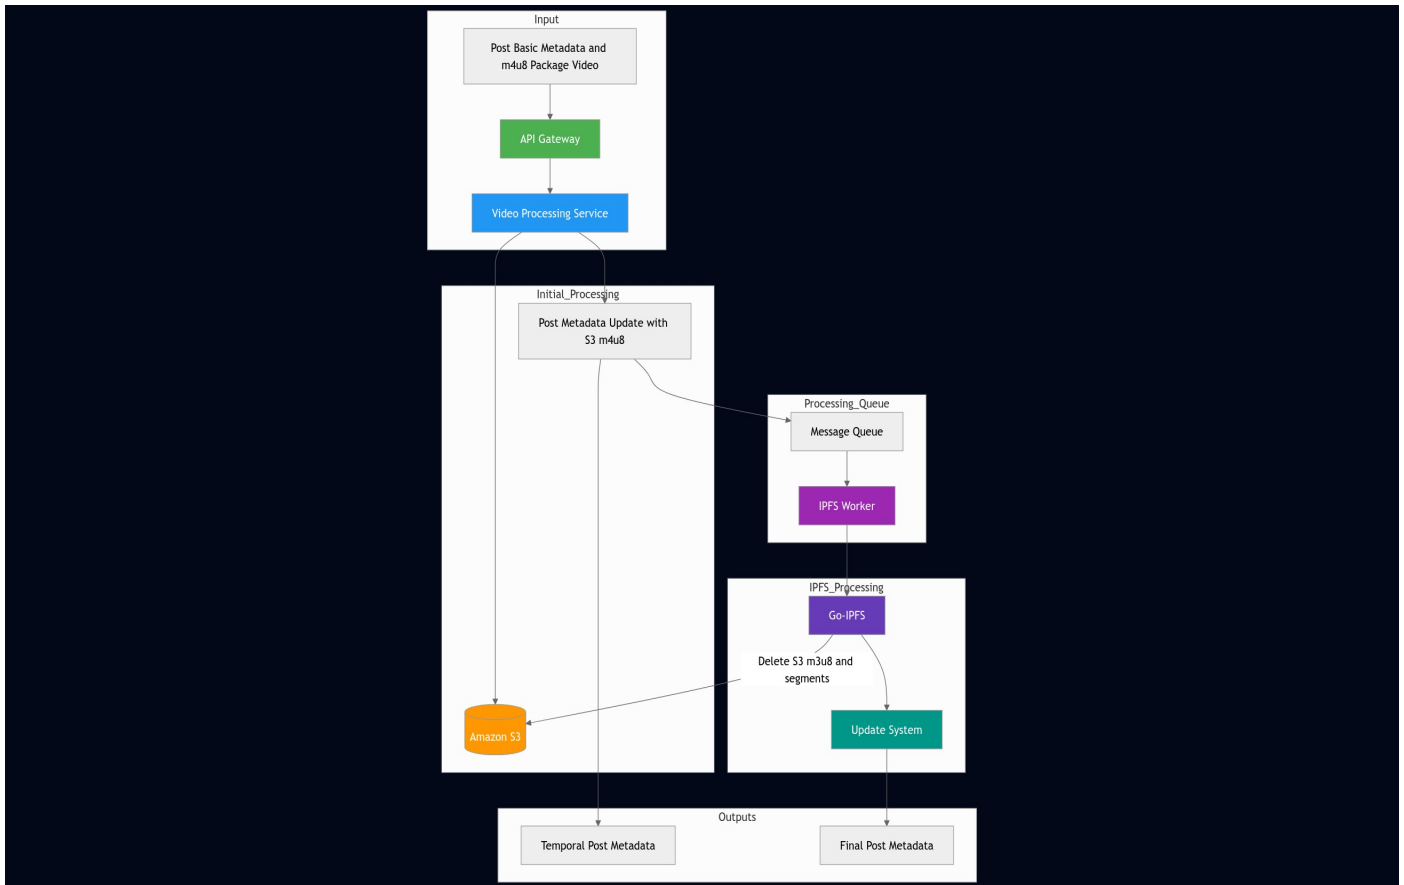 Input
Post Basic Metadata and
m4u8 Package Video
API Gateway
Video Processing Service
Initial_Processing
Post Metadata Update with
S3 m4u8
Processing_Queue
Message Queue
IPFS Worker
IPFS_Processing
Go-IPFS
Delete S3 m3u8 and
segments
Amazon S3
Update System
Outputs
Temporal Post Metadata
Final Post Metadata